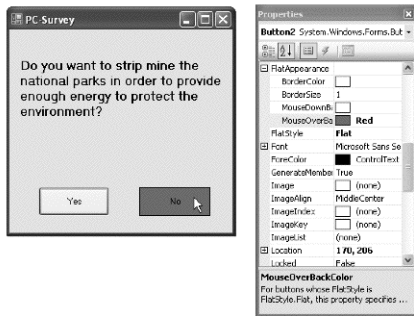 PC-Survey
Do you want to strip mine the
national parks in order to provide
enough energy to protect the
environment?
Yes
No
Properties
Button2 System.Windows.Forms.But
FlatAppearance
BorderColor
BorderSize 1
MouseDownB
MouseOverBa Red
FlatStyle Flat
Font Microsoft Sans Se
ForeColor ControlText
GenerateMember True
Image (none)
ImageAlign MiddleCenter
ImageIndex (none)
ImageKey (none)
ImageList (none)
Location 170, 206
Locked False
MouseOverBackColor
For buttons whose FlatStyle is
FlatStyle.Flat, this property specifies ...